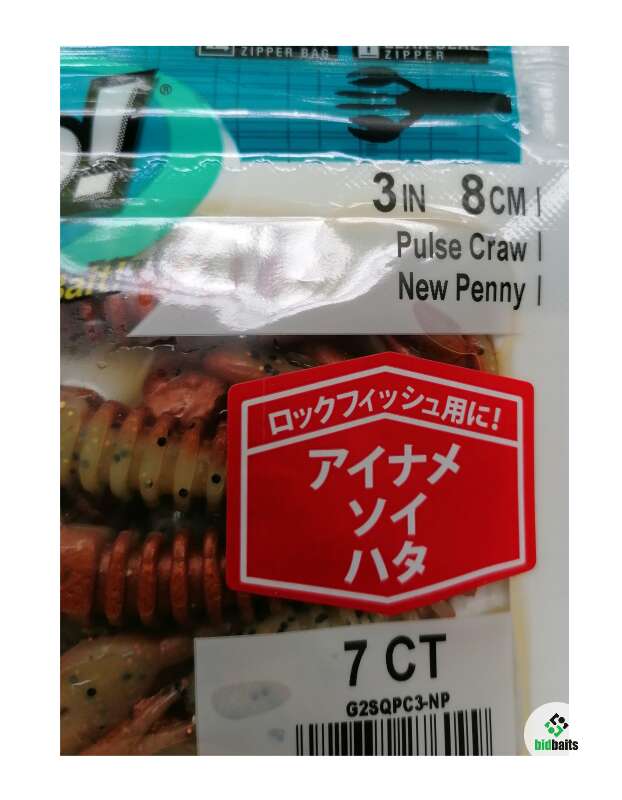 ZIPPER BAG
ZIPPER
!®
3IN 8CM
Pulse Craw
New Penny
Bait!
ロックフィッシュ用に!
アイナメ
ソイ
ハタ
7 CT
G2SQPC3-NP
bidbaits